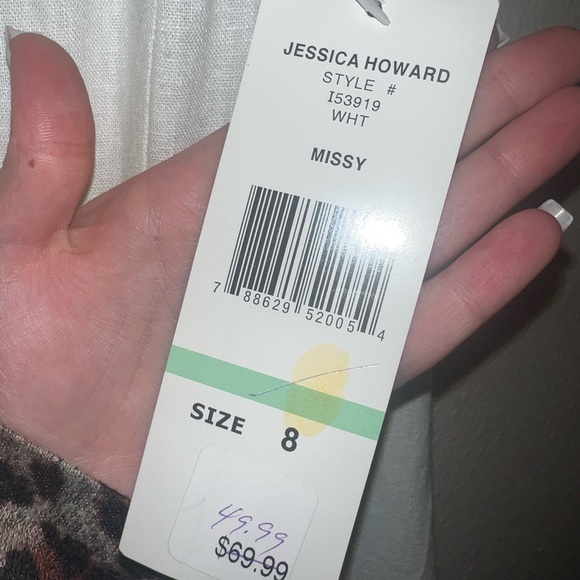 JESSICA HOWARD
STYLE #
I53919
WHT
MISSY
7 88629 52005 4
SIZE 8
49.99
$69.99